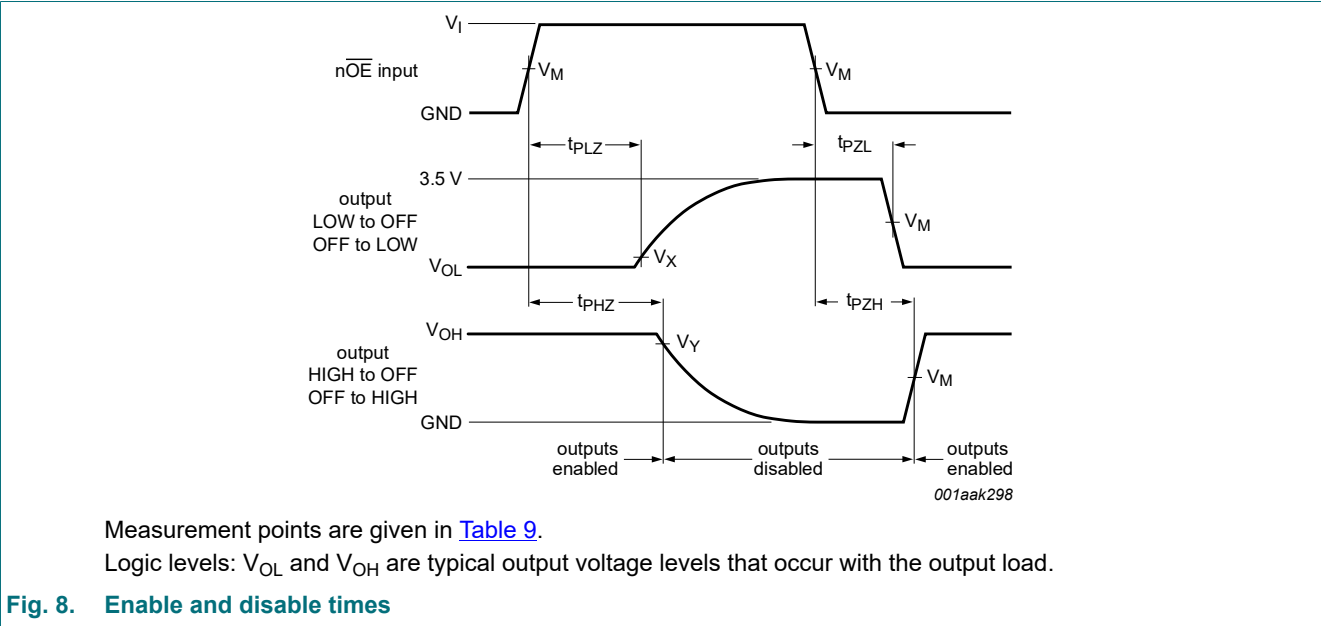 V_I
nO̅E̅ input
V_M
V_M
GND
t_PLZ
t_PZL
3.5 V
output
LOW to OFF
OFF to LOW
V_M
V_X
V_OL
t_PHZ
t_PZH
V_OH
output
HIGH to OFF
OFF to HIGH
V_Y
V_M
GND
outputs
enabled
outputs
disabled
outputs
enabled
001aak298
Measurement points are given in Table 9.
Logic levels: V_OL and V_OH are typical output voltage levels that occur with the output load.
Fig. 8. Enable and disable times